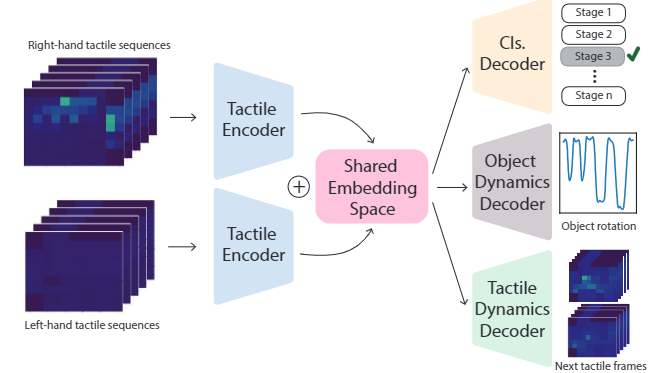 Right-hand tactile sequences
Tactile
Encoder
Tactile
Encoder
Left-hand tactile sequences
Shared
Embedding
Space
Cls.
Decoder
Stage 1
Stage 2
Stage 3
Stage n
Object
Dynamics
Decoder
Object rotation
Tactile
Dynamics
Decoder
Next tactile frames